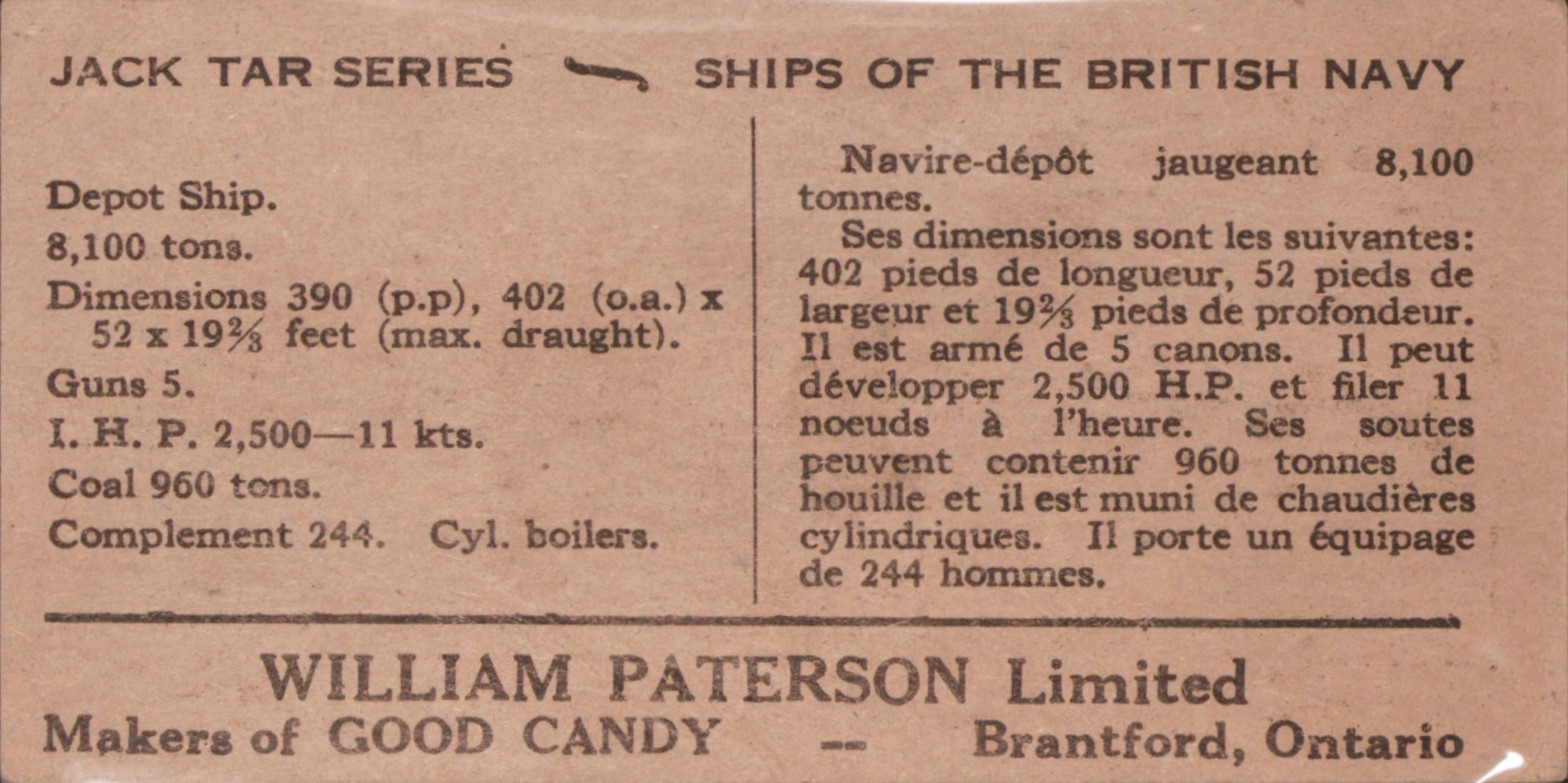 JACK TAR SERIES — SHIPS OF THE BRITISH NAVY
Depot Ship.
8,100 tons.
Dimensions 390 (p.p), 402 (o.a.) x
52 x 19⅔ feet (max. draught).
Guns 5.
I. H. P. 2,500—11 kts.
Coal 960 tons.
Complement 244. Cyl. boilers.
Navire-dépôt jaugeant 8,100
tonnes.
Ses dimensions sont les suivantes:
402 pieds de longueur, 52 pieds de
largeur et 19⅔ pieds de profondeur.
Il est armé de 5 canons. Il peut
développer 2,500 H.P. et filer 11
noeuds à l'heure. Ses soutes
peuvent contenir 960 tonnes de
houille et il est muni de chaudières
cylindriques. Il porte un équipage
de 244 hommes.
WILLIAM PATERSON Limited
Makers of GOOD CANDY -- Brantford, Ontario